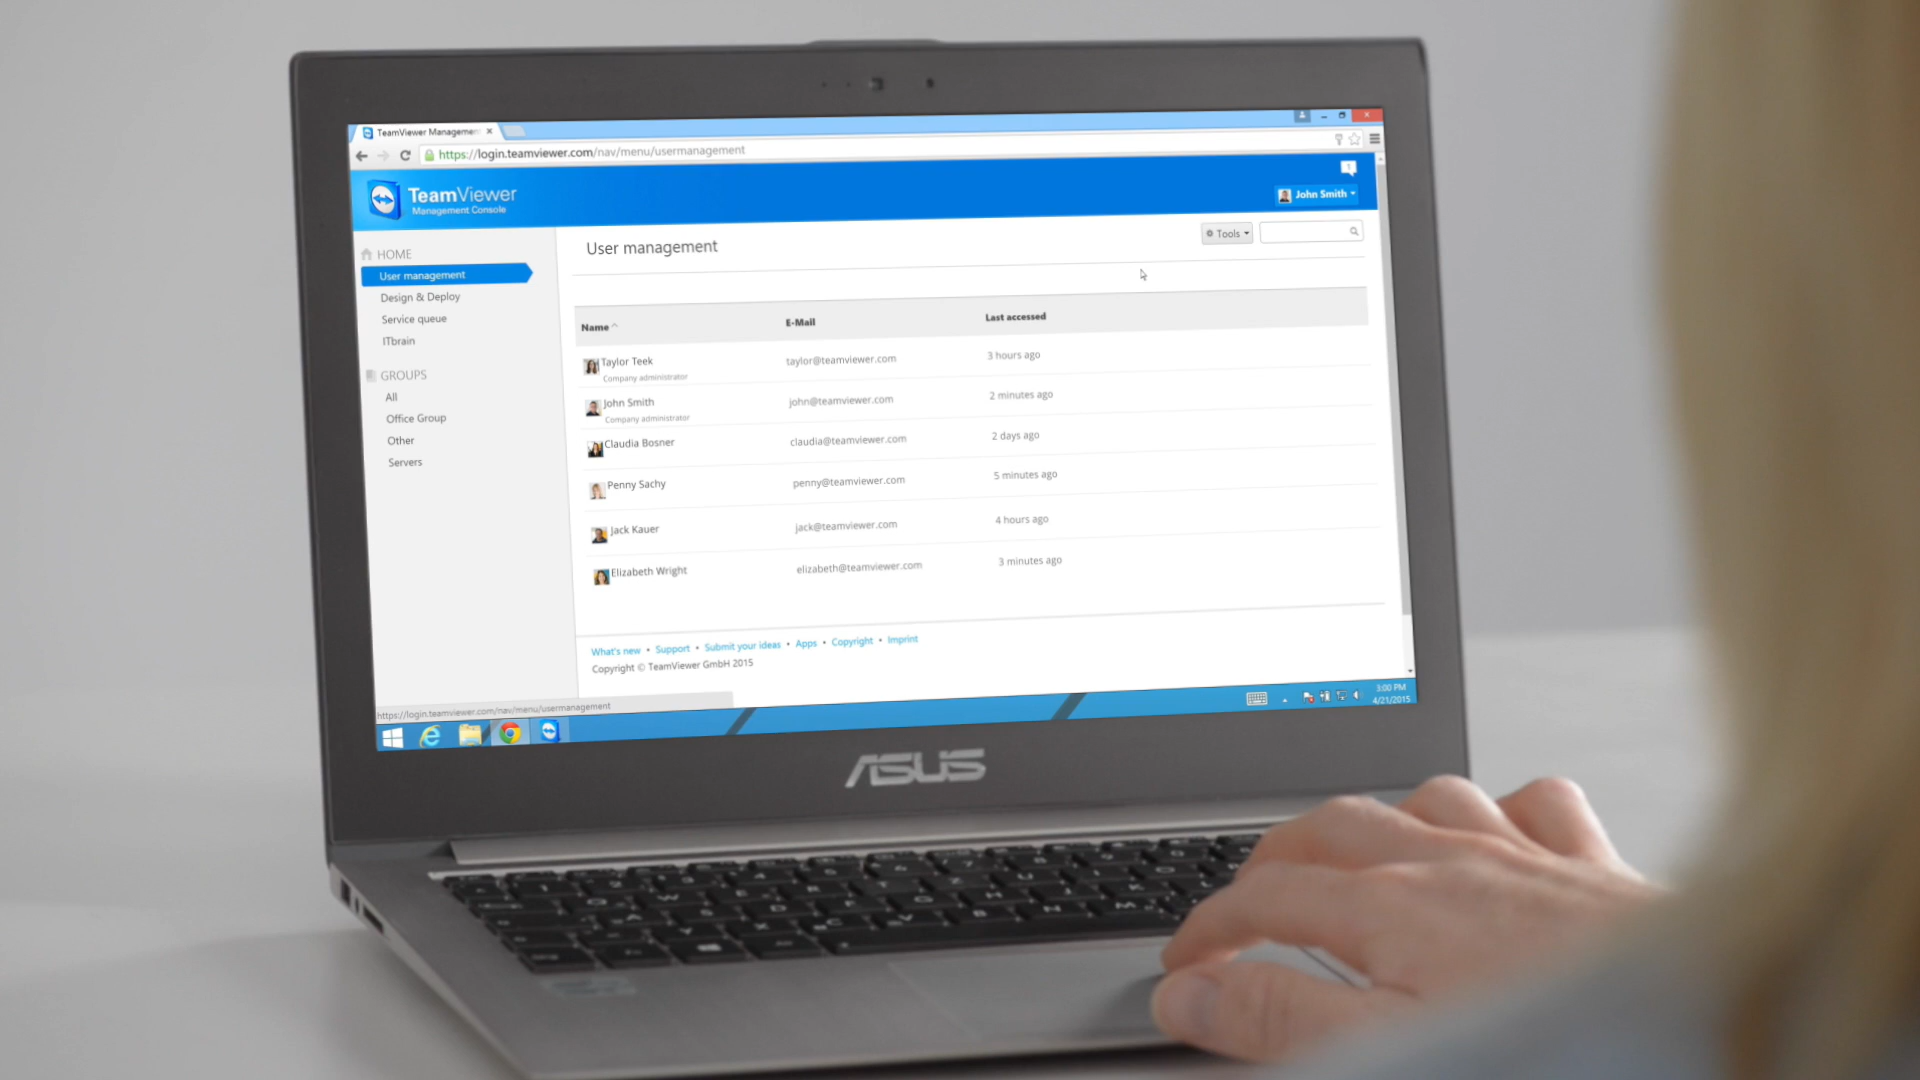 TeamViewer Managemen
https://login.teamviewer.com/nav/menu/usermanagement
1
TeamViewer
Management Console
John Smith
HOME
User management
Design & Deploy
Service queue
ITbrain
GROUPS
All
Office Group
Other
Servers
User management
Tools
Name E-Mail Last accessed
Taylor Teek taylor@teamviewer.com 3 hours ago
Company administrator
John Smith john@teamviewer.com 2 minutes ago
Company administrator
Claudia Bosner claudia@teamviewer.com 2 days ago
Penny Sachy penny@teamviewer.com 5 minutes ago
Jack Kauer jack@teamviewer.com 4 hours ago
Elizabeth Wright elizabeth@teamviewer.com 3 minutes ago
What's new • Support • Submit your ideas • Apps • Copyright • Imprint
Copyright © TeamViewer GmbH 2015
https://login.teamviewer.com/nav/menu/usermanagement
3:00 PM
4/21/2015
ASUS